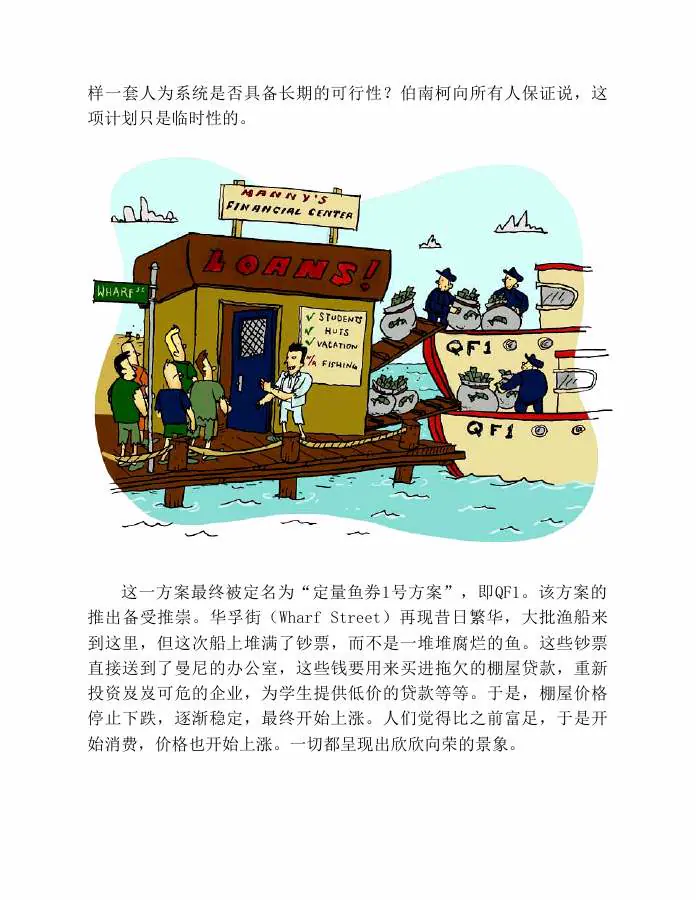 样一套人为系统是否具备长期的可行性？伯南柯向所有人保证说，这
项计划只是临时性的。
MANNY'S
FINANCIAL CENTER
LOANS!
WHARF ST
✓ STUDENTS
✓ HUTS
✓ VACATION
N/A FISHING
QF1
QF1
这一方案最终被定名为“定量鱼券1号方案”，即QF1。该方案的
推出备受推崇。华孚街（Wharf Street）再现昔日繁华，大批渔船来
到这里，但这次船上堆满了钞票，而不是一堆堆腐烂的鱼。这些钞票
直接送到了曼尼的办公室，这些钱要用来买进拖欠的棚屋贷款，重新
投资岌岌可危的企业，为学生提供低价的贷款等等。于是，棚屋价格
停止下跌，逐渐稳定，最终开始上涨。人们觉得比之前富足，于是开
始消费，价格也开始上涨。一切都呈现出欣欣向荣的景象。